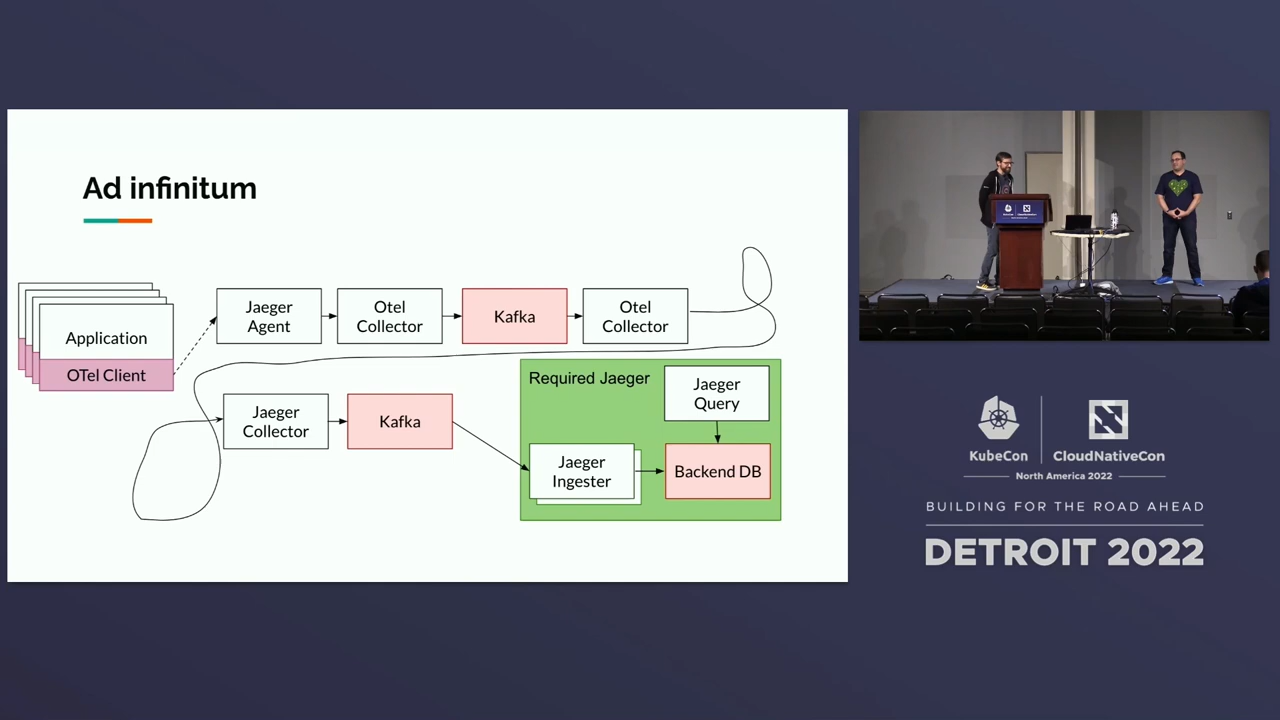 Ad infinitum
Application
OTel Client
Jaeger
Agent
Otel
Collector
Kafka
Otel
Collector
Jaeger
Collector
Kafka
Required Jaeger
Jaeger
Query
Jaeger
Ingester
Backend DB
KubeCon
CloudNativeCon
North America 2022
BUILDING FOR THE ROAD AHEAD
DETROIT 2022